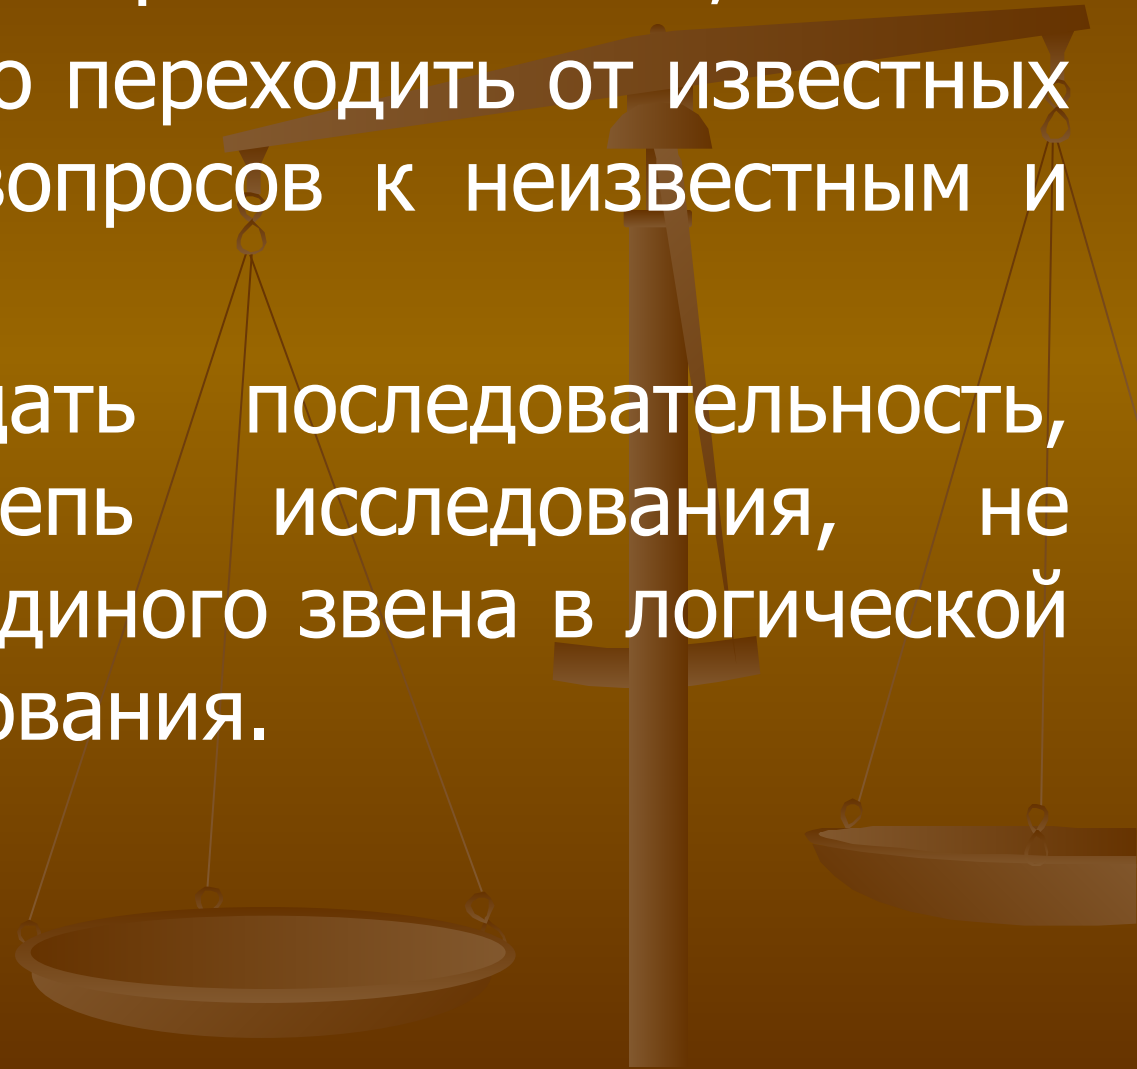 о переходить от известных
вопросов к неизвестным и
дать последовательность,
епь исследования, не
диного звена в логической
ования.